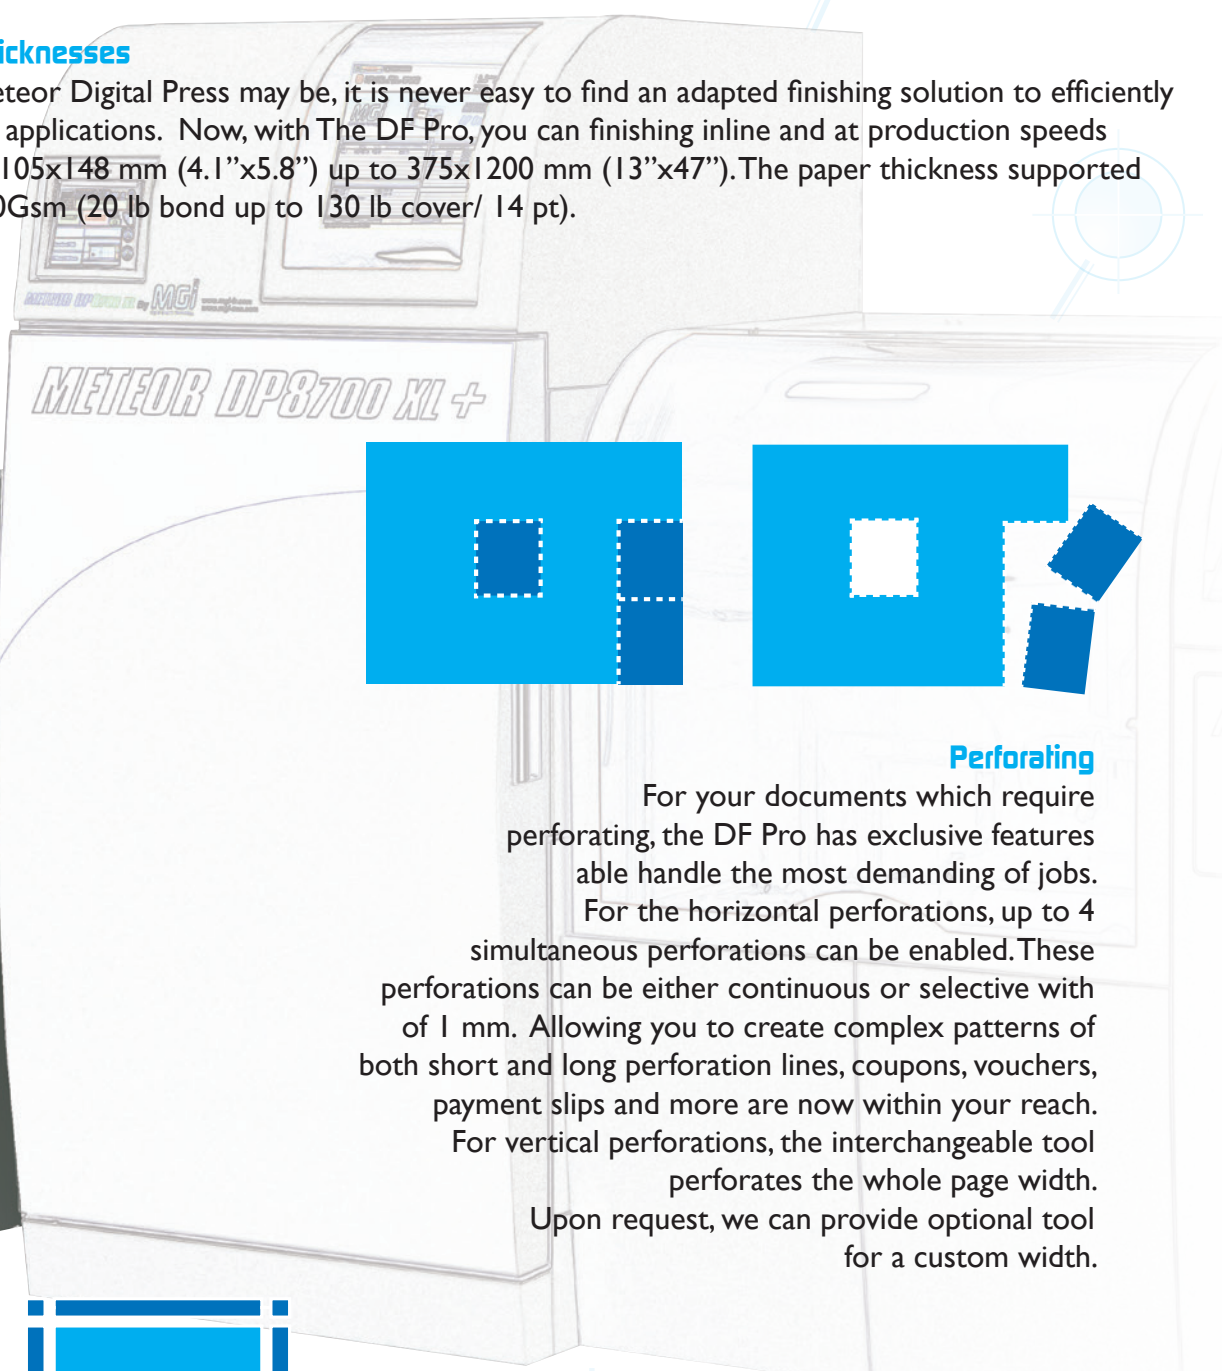 icknesses
eteor Digital Press may be, it is never easy to find an adapted finishing solution to efficiently
applications. Now, with The DF Pro, you can finishing inline and at production speeds
105x148 mm (4.1”x5.8”) up to 375x1200 mm (13”x47”). The paper thickness supported
0Gsm (20 lb bond up to 130 lb cover/ 14 pt).
METEOR DP8700 XL By MGI
METEOR DP8700 XL +
Perforating
For your documents which require
perforating, the DF Pro has exclusive features
able handle the most demanding of jobs.
For the horizontal perforations, up to 4
simultaneous perforations can be enabled. These
perforations can be either continuous or selective with
of 1 mm. Allowing you to create complex patterns of
both short and long perforation lines, coupons, vouchers,
payment slips and more are now within your reach.
For vertical perforations, the interchangeable tool
perforates the whole page width.
Upon request, we can provide optional tool
for a custom width.